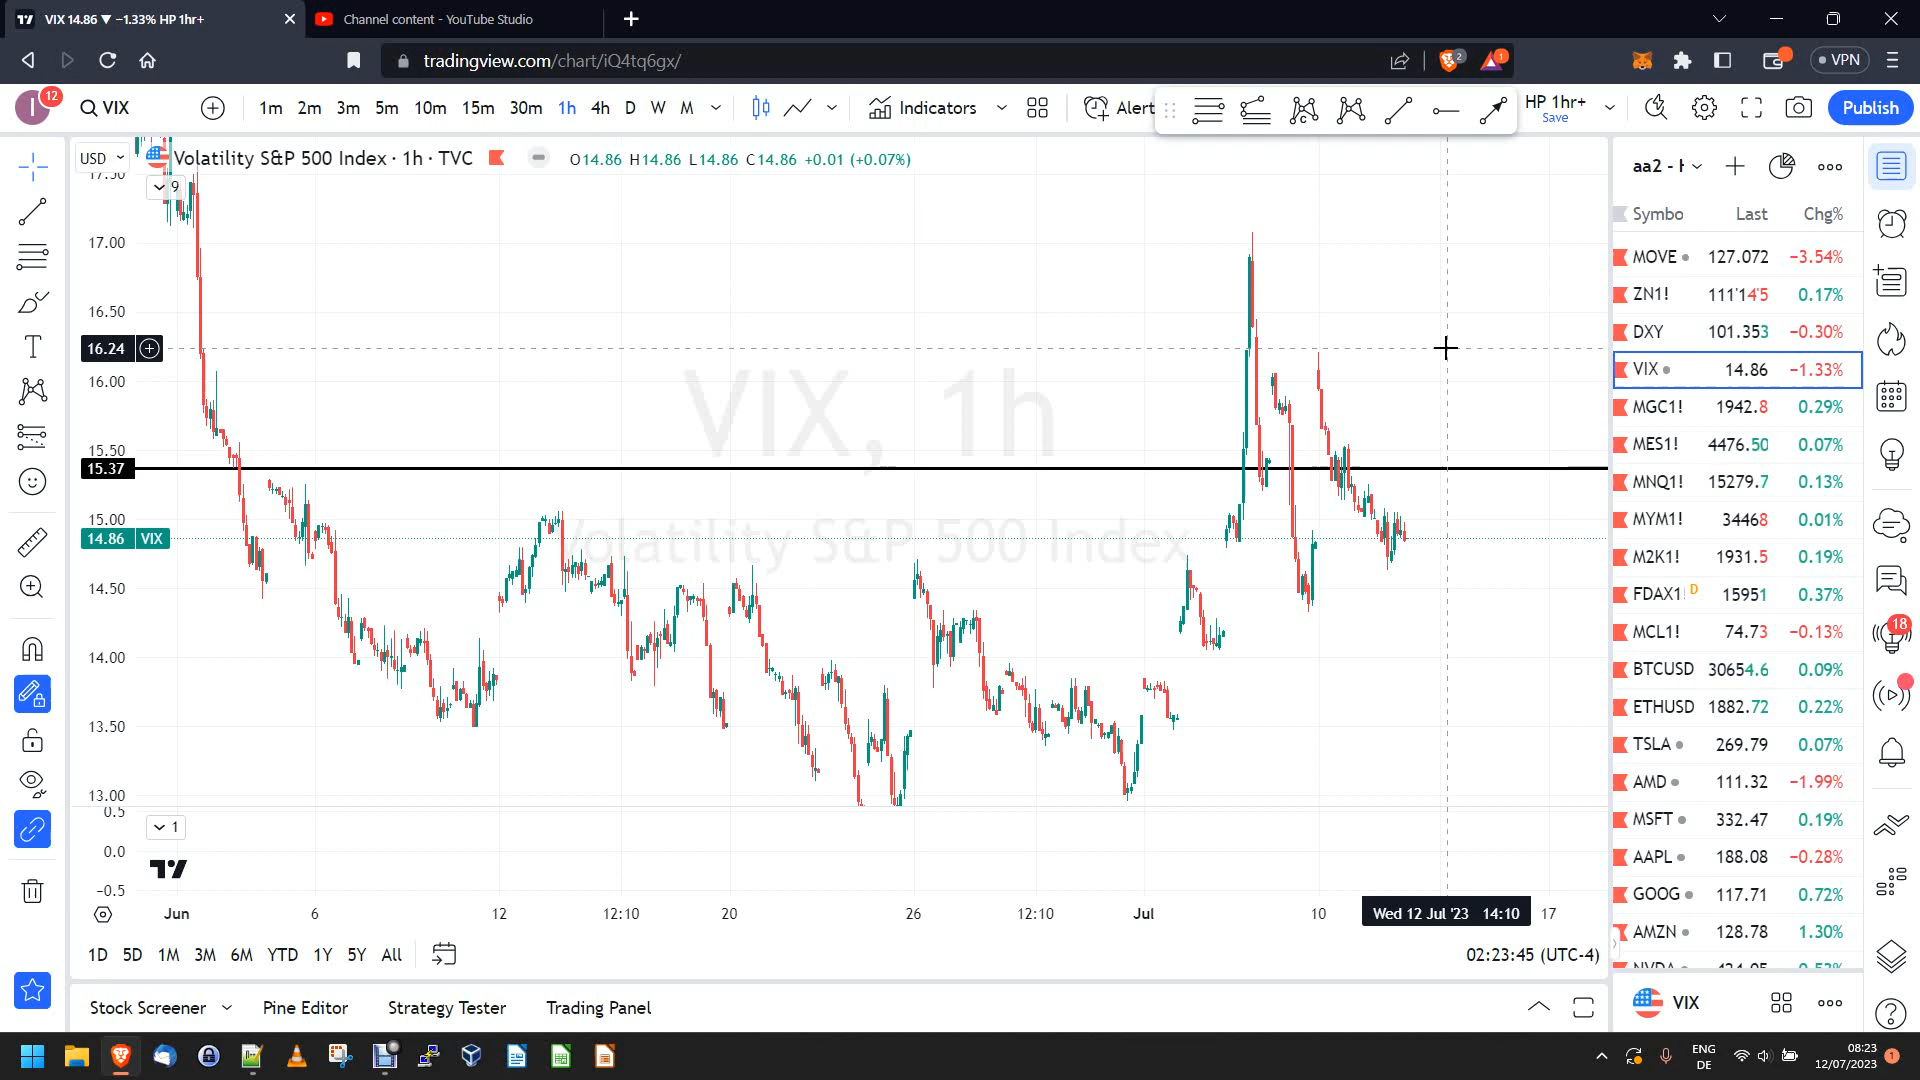 VIX 14.86 ▼ −1.33% HP 1hr+
Channel content - YouTube Studio
tradingview.com/chart/iQ4tq6gx/
2
1
VPN
I
12
VIX
1m 2m 3m 5m 10m 15m 30m 1h 4h D W M
Indicators
Alert
HP 1hr+
Save
Publish
USD
Volatility S&P 500 Index · 1h · TVC
O14.86 H14.86 L14.86 C14.86 +0.01 (+0.07%)
9
17.50
17.00
16.50
16.24
16.00
15.50
15.37
15.00
14.86 VIX
14.50
14.00
13.50
13.00
0.5
0.0
−0.5
1
VIX, 1h
Volatility S&P 500 Index
Jun 6 12 12:10 20 26 12:10 Jul 10 Wed 12 Jul '23 14:10 17
1D 5D 1M 3M 6M YTD 1Y 5Y All
02:23:45 (UTC-4)
Stock Screener Pine Editor Strategy Tester Trading Panel
aa2 - H
Symbo Last Chg%
MOVE 127.072 −3.54%
ZN1! 111'14'5 0.17%
DXY 101.353 −0.30%
VIX 14.86 −1.33%
MGC1! 1942.8 0.29%
MES1! 4476.50 0.07%
MNQ1! 15279.7 0.13%
MYM1! 34468 0.01%
M2K1! 1931.5 0.19%
FDAX1! D 15951 0.37%
MCL1! 74.73 −0.13%
BTCUSD 30654.6 0.09%
ETHUSD 1882.72 0.22%
TSLA 269.79 0.07%
AMD 111.32 −1.99%
MSFT 332.47 0.19%
AAPL 188.08 −0.28%
GOOG 117.71 0.72%
AMZN 128.78 1.30%
VIX
18
ENG
DE
08:23
12/07/2023
1